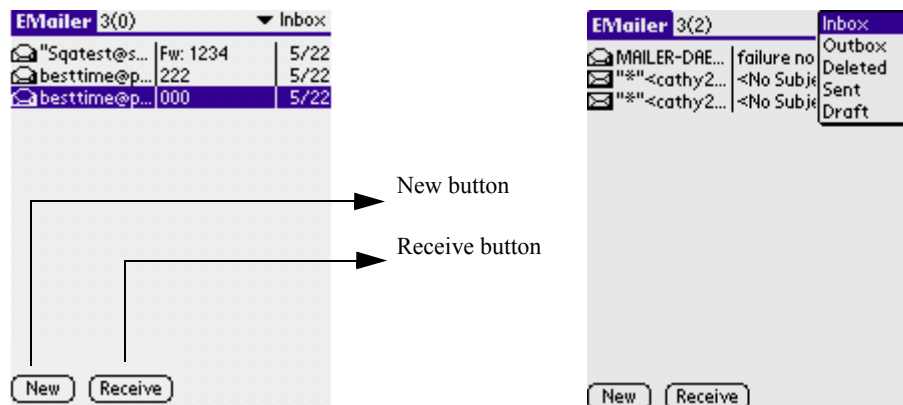 EMailer 3(0) Inbox
"Sqatest@s... Fw: 1234 5/22
besttime@p... 222 5/22
besttime@p... 000 5/22
New button
Receive button
New Receive
EMailer 3(2)
Inbox
Outbox
Deleted
Sent
Draft
MAILER-DAE... failure no
"*"<cathy2... <No Subje
"*"<cathy2... <No Subje
New Receive